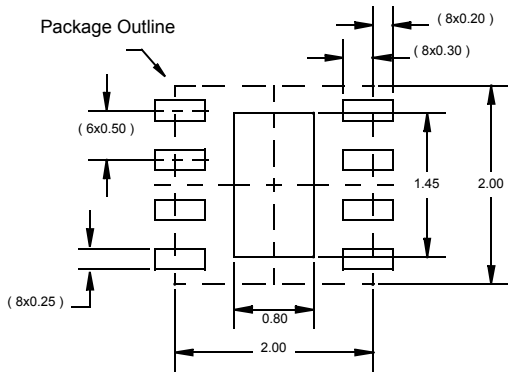 ( 8x0.20 )
Package Outline
( 8x0.30 )
( 6x0.50 )
1.45
2.00
( 8x0.25 )
0.80
2.00